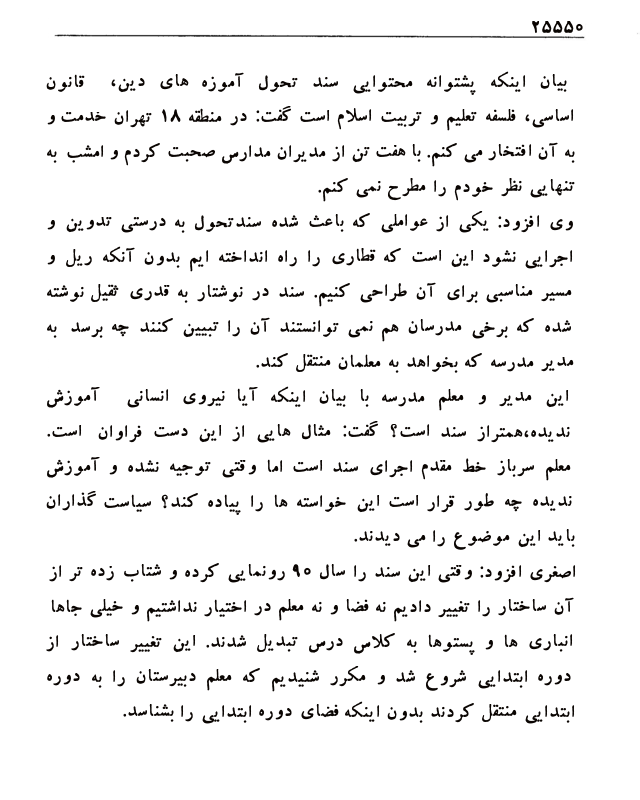 ۲۵۵۵۰
بیان اینکه پشتوانه محتوایی سند تحول آموزه های دین، قانون
اساسی، فلسفه تعلیم و تربیت اسلام است گفت: در منطقه ۱۸ تهران خدمت و
به آن افتخار می کنم. با هفت تن از مدیران مدارس صحبت کردم و امشب به
تنهایی نظر خودم را مطرح نمی کنم.
وی افزود: یکی از عواملی که باعث شده سندتحول به درستی تدوین و
اجرایی نشود این است که قطاری را راه انداخته ایم بدون آنکه ریل و
مسیر مناسبی برای آن طراحی کنیم. سند در نوشتار به قدری ثقیل نوشته
شده که برخی مدرسان هم نمی توانستند آن را تبیین کنند چه برسد به
مدیر مدرسه که بخواهد به معلمان منتقل کند.
این مدیر و معلم مدرسه با بیان اینکه آیا نیروی انسانی آموزش
ندیده،همتراز سند است؟ گفت: مثال هایی از این دست فراوان است.
معلم سرباز خط مقدم اجرای سند است اما وقتی توجیه نشده و آموزش
ندیده چه طور قرار است این خواسته ها را پیاده کند؟ سیاست گذاران
باید این موضوع را می دیدند.
اصغری افزود: وقتی این سند را سال ۹۰ رونمایی کرده و شتاب زده تر از
آن ساختار را تغییر دادیم نه فضا و نه معلم در اختیار نداشتیم و خیلی جاها
انباری ها و پستوها به کلاس درس تبدیل شدند. این تغییر ساختار از
دوره ابتدایی شروع شد و مکرر شنیدیم که معلم دبیرستان را به دوره
ابتدایی منتقل کردند بدون اینکه فضای دوره ابتدایی را بشناسد.